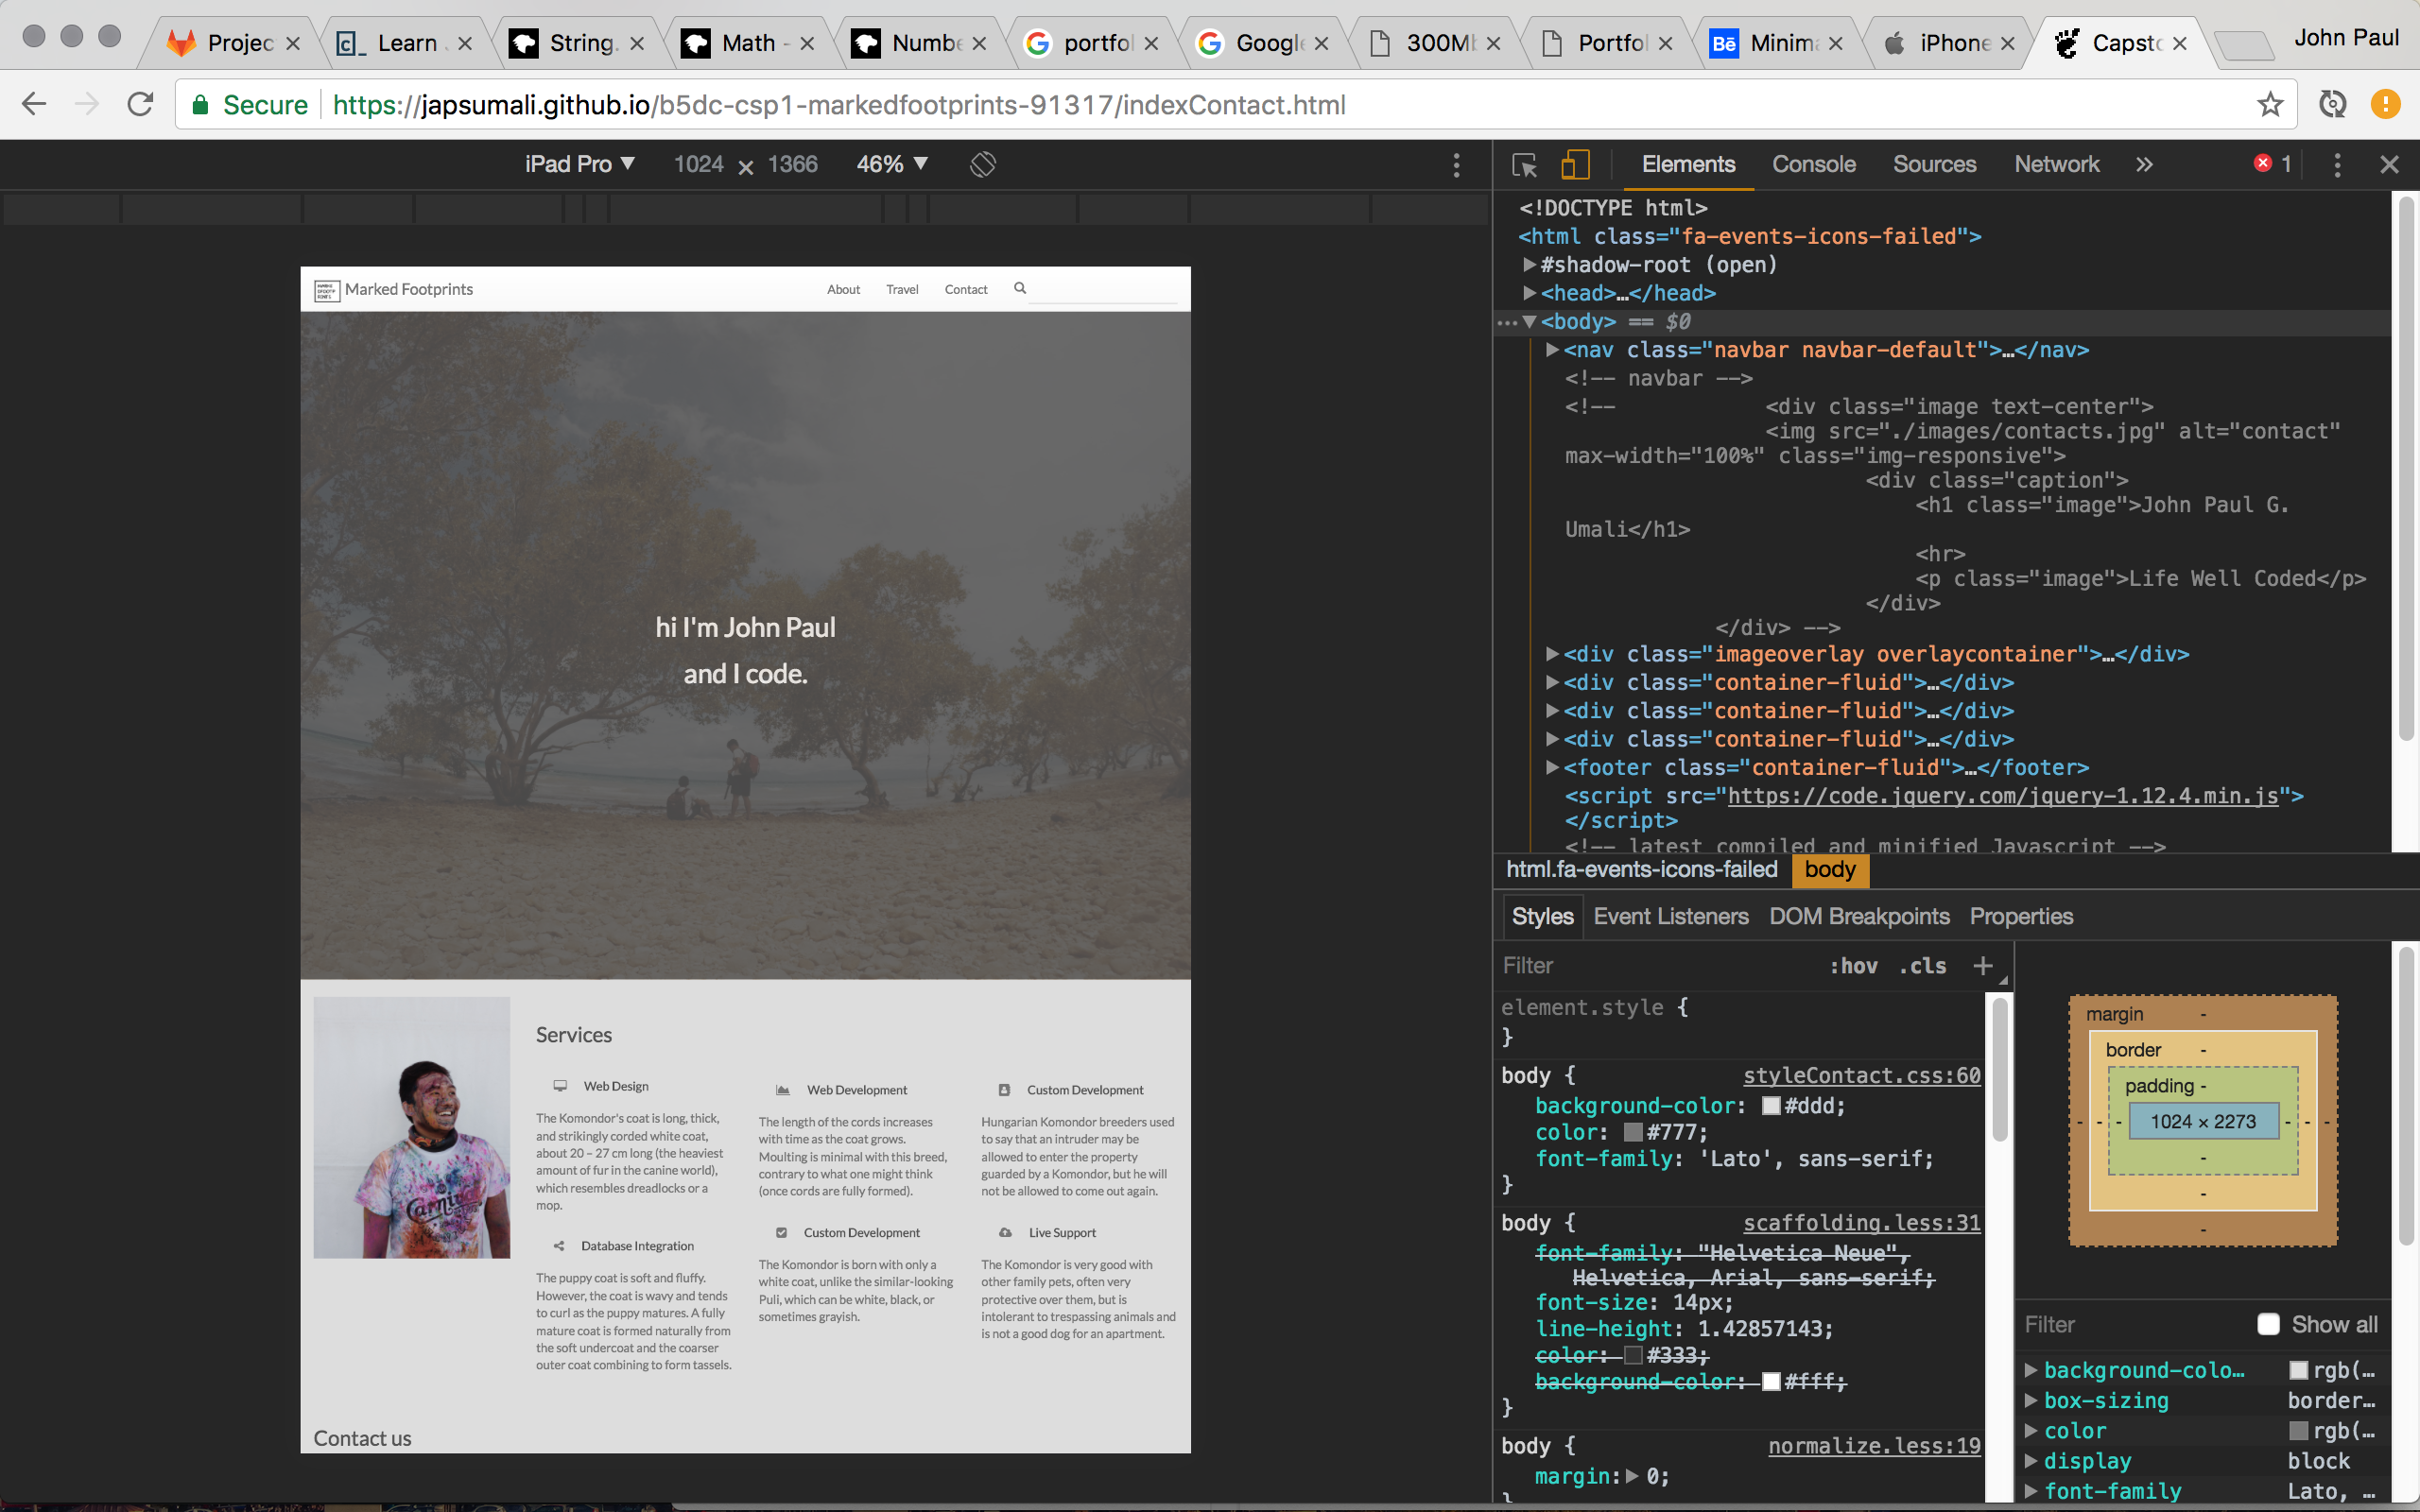 Projec
Learn
String.
Math -
Numbe
portfol
Google
300Mb
Portfol
Minima
iPhone
Capsto
John Paul
Secure
https://japsumali.github.io/b5dc-csp1-markedfootprints-91317/indexContact.html
iPad Pro ▼ 1024 × 1366 46% ▼
Marked Footprints
About Travel Contact
hi I'm John Paul
and I code.
Services
Web Design
The Komondor's coat is long, thick,
and strikingly corded white coat,
about 20 – 27 cm long (the heaviest
amount of fur in the canine world),
which resembles dreadlocks or a
mop.
Web Development
The length of the cords increases
with time as the coat grows.
Moulting is minimal with this breed,
contrary to what one might think
(once cords are fully formed).
Custom Development
Hungarian Komondor breeders used
to say that an intruder may be
allowed to enter the property
guarded by a Komondor, but he will
not be allowed to come out again.
Database Integration
The puppy coat is soft and fluffy.
However, the coat is wavy and tends
to curl as the puppy matures. A fully
mature coat is formed naturally from
the soft undercoat and the coarser
outer coat combining to form tassels.
Custom Development
The Komondor is born with only a
white coat, unlike the similar-looking
Puli, which can be white, black, or
sometimes grayish.
Live Support
The Komondor is very good with
other family pets, often very
protective over them, but is
intolerant to trespassing animals and
is not a good dog for an apartment.
Contact us
Elements Console Sources Network » 1
<!DOCTYPE html>
<html class="fa-events-icons-failed">
▶#shadow-root (open)
▶<head>…</head>
…▼<body> == $0
▶<nav class="navbar navbar-default">…</nav>
<!-- navbar -->
<!-- <div class="image text-center">
<img src="./images/contacts.jpg" alt="contact"
max-width="100%" class="img-responsive">
<div class="caption">
<h1 class="image">John Paul G.
Umali</h1>
<hr>
<p class="image">Life Well Coded</p>
</div>
</div> -->
▶<div class="imageoverlay overlaycontainer">…</div>
▶<div class="container-fluid">…</div>
▶<div class="container-fluid">…</div>
▶<div class="container-fluid">…</div>
▶<footer class="container-fluid">…</footer>
<script src="https://code.jquery.com/jquery-1.12.4.min.js">
</script>
<!-- latest compiled and minified Javascript -->
html.fa-events-icons-failed body
Styles Event Listeners DOM Breakpoints Properties
Filter :hov .cls +
element.style {
}
body { styleContact.css:60
background-color: #ddd;
color: #777;
font-family: 'Lato', sans-serif;
}
body { scaffolding.less:31
font-family: "Helvetica Neue",
Helvetica, Arial, sans-serif;
font-size: 14px;
line-height: 1.42857143;
color: #333;
background-color: #fff;
}
body { normalize.less:19
margin:▶ 0;
margin -
border -
padding -
1024 × 2273
Filter Show all
▶ background-colo… rgb(…
▶ box-sizing border…
▶ color rgb(…
▶ display block
▶ font-family Lato, …